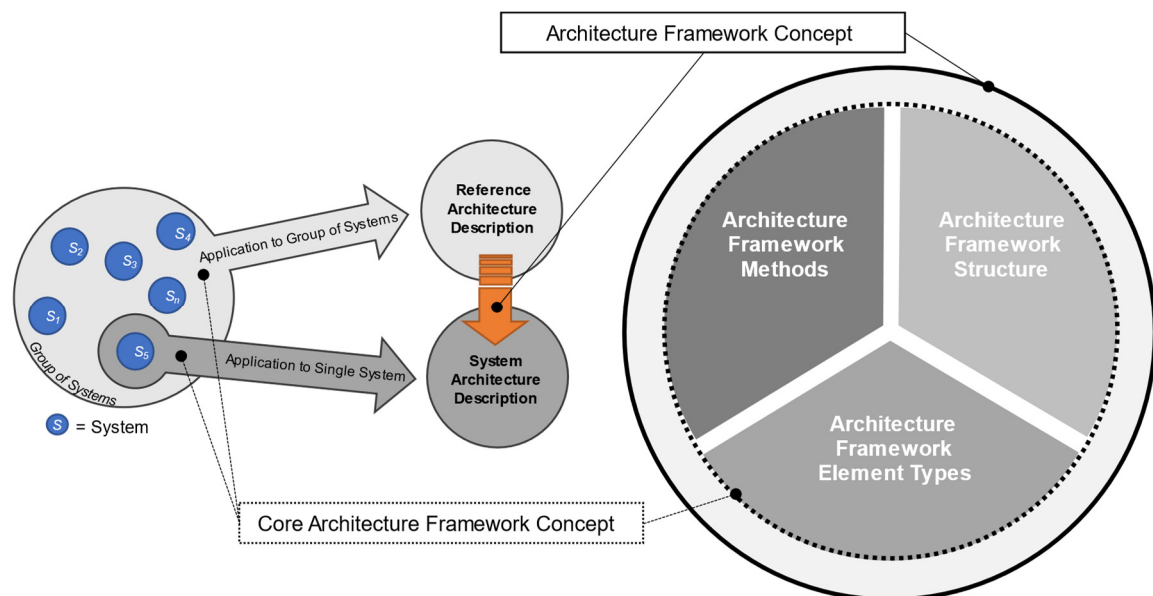 Architecture Framework Concept
Reference
Architecture
Description
Application to Group of Systems
S2
S3
S4
Sn
S1
S5
Group of Systems
Application to Single System
System
Architecture
Description
S = System
Core Architecture Framework Concept
Architecture
Framework
Methods
Architecture
Framework
Structure
Architecture
Framework
Element Types